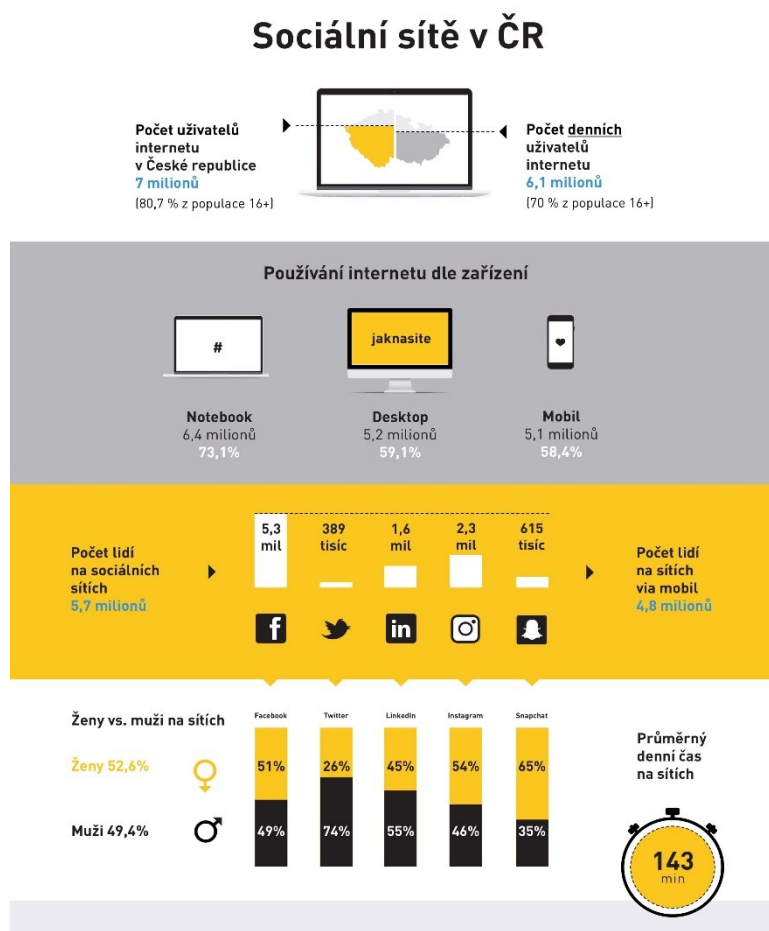 Sociální sítě v ČR
Počet uživatelů
internetu
v České republice
7 milionů
(80,7 % z populace 16+)
Počet denních
uživatelů
internetu
6,1 milionů
(70 % z populace 16+)
Používání internetu dle zařízení
#
jaknasite
Notebook
6,4 milionů
73,1%
Desktop
5,2 milionů
59,1%
Mobil
5,1 milionů
58,4%
Počet lidí
na sociálních
sítích
5,7 milionů
5,3
mil
389
tisíc
1,6
mil
2,3
mil
615
tisíc
f
in
Počet lidí
na sítích
via mobil
4,8 milionů
Ženy vs. muži na sítích
Facebook
Twitter
LinkedIn
Instagram
Snapchat
Ženy 52,6%
51%
26%
45%
54%
65%
Muži 49,4%
49%
74%
55%
46%
35%
Průměrný
denní čas
na sítích
143
min